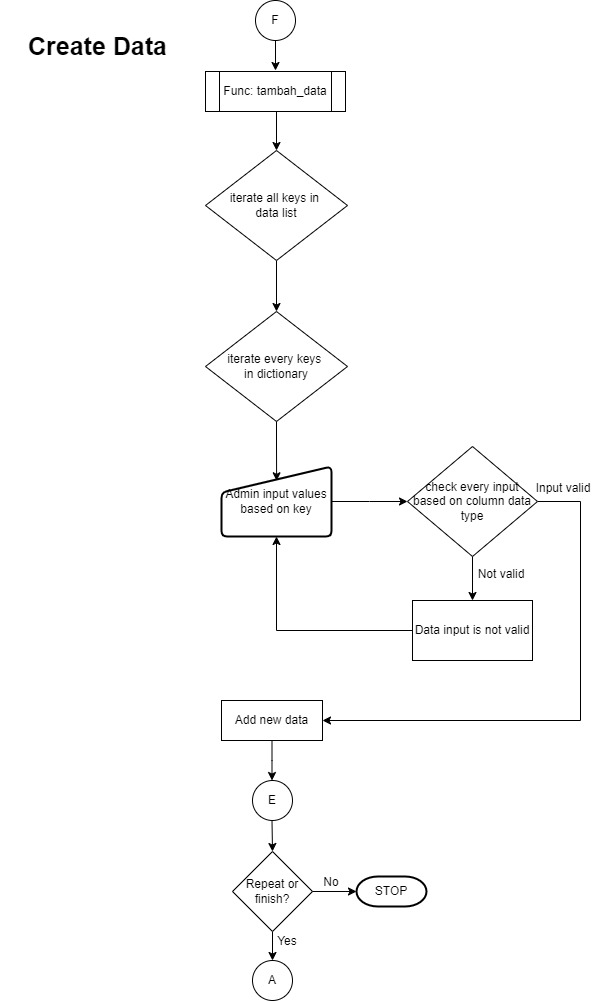 F
Create Data
Func: tambah_data
iterate all keys in
data list
iterate every keys
in dictionary
Admin input values
based on key
check every input
based on column data
type
Input valid
Not valid
Data input is not valid
Add new data
E
Repeat or
finish?
No
STOP
Yes
A